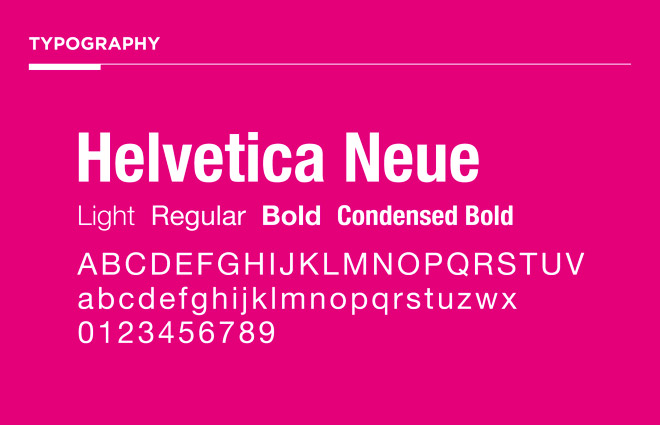 TYPOGRAPHY
Helvetica Neue
Light Regular Bold Condensed Bold
ABCDEFGHIJKLMNOPQRSTUV
abcdefghijklmnopqrstuzwx
0123456789